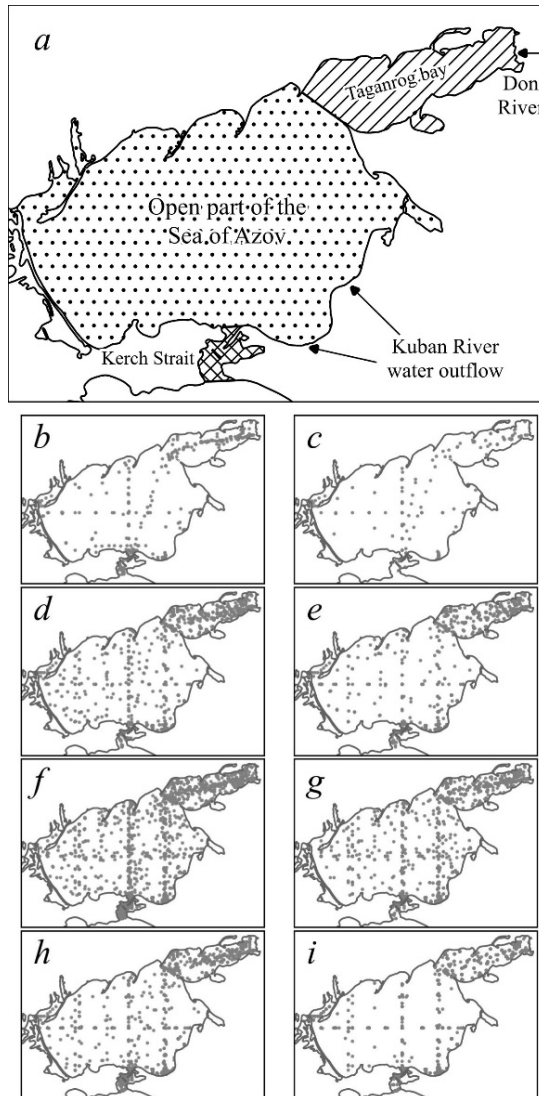 a
Taganrog bay
Don
River
Open part of the
Sea of Azov
Kerch Strait
Kuban River
water outflow
b
c
d
e
f
g
h
i